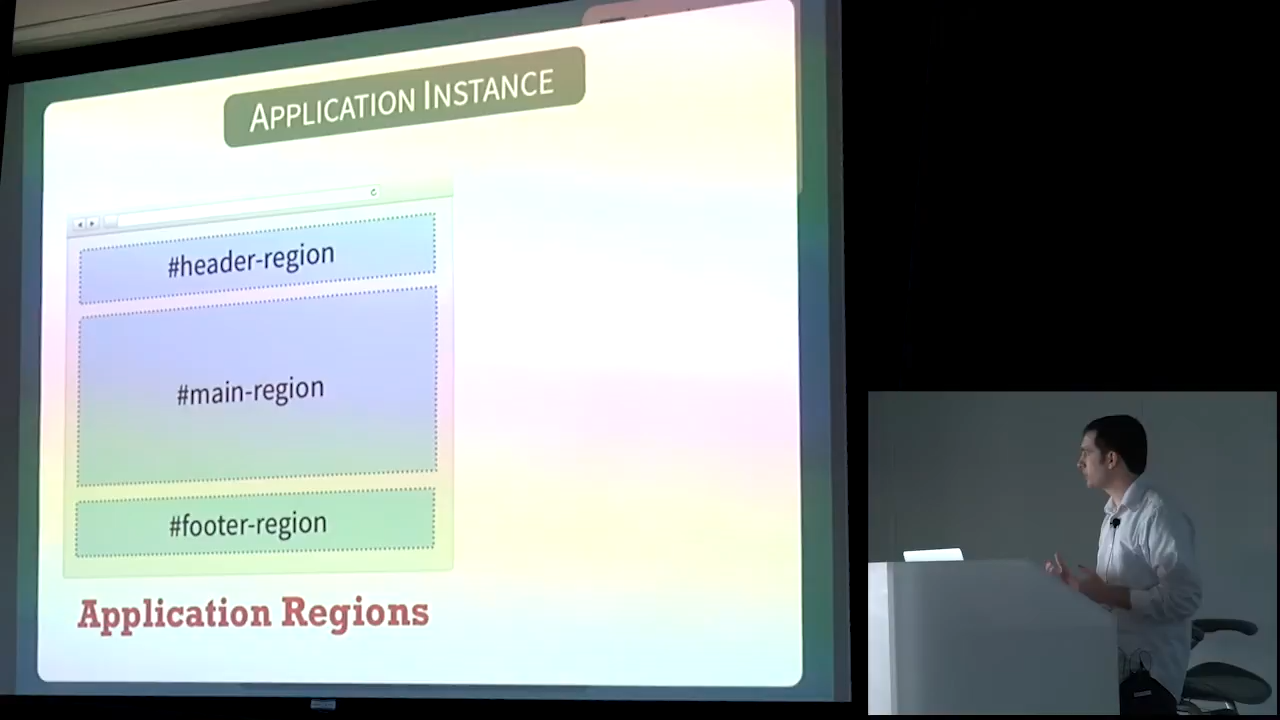 APPLICATION INSTANCE
#header-region
#main-region
#footer-region
Application Regions